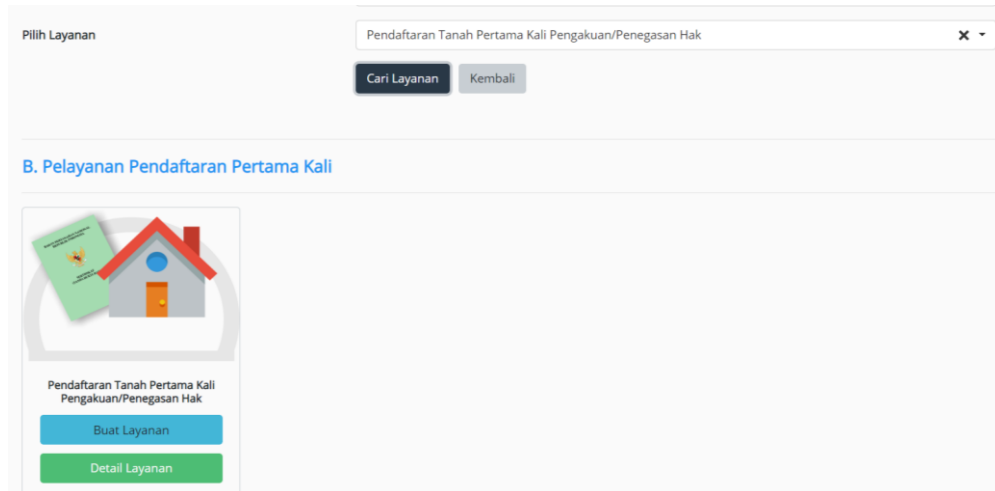 Pilih Layanan
Pendaftaran Tanah Pertama Kali Pengakuan/Penegasan Hak
Cari Layanan
Kembali
B. Pelayanan Pendaftaran Pertama Kali
Pendaftaran Tanah Pertama Kali
Pengakuan/Penegasan Hak
Buat Layanan
Detail Layanan